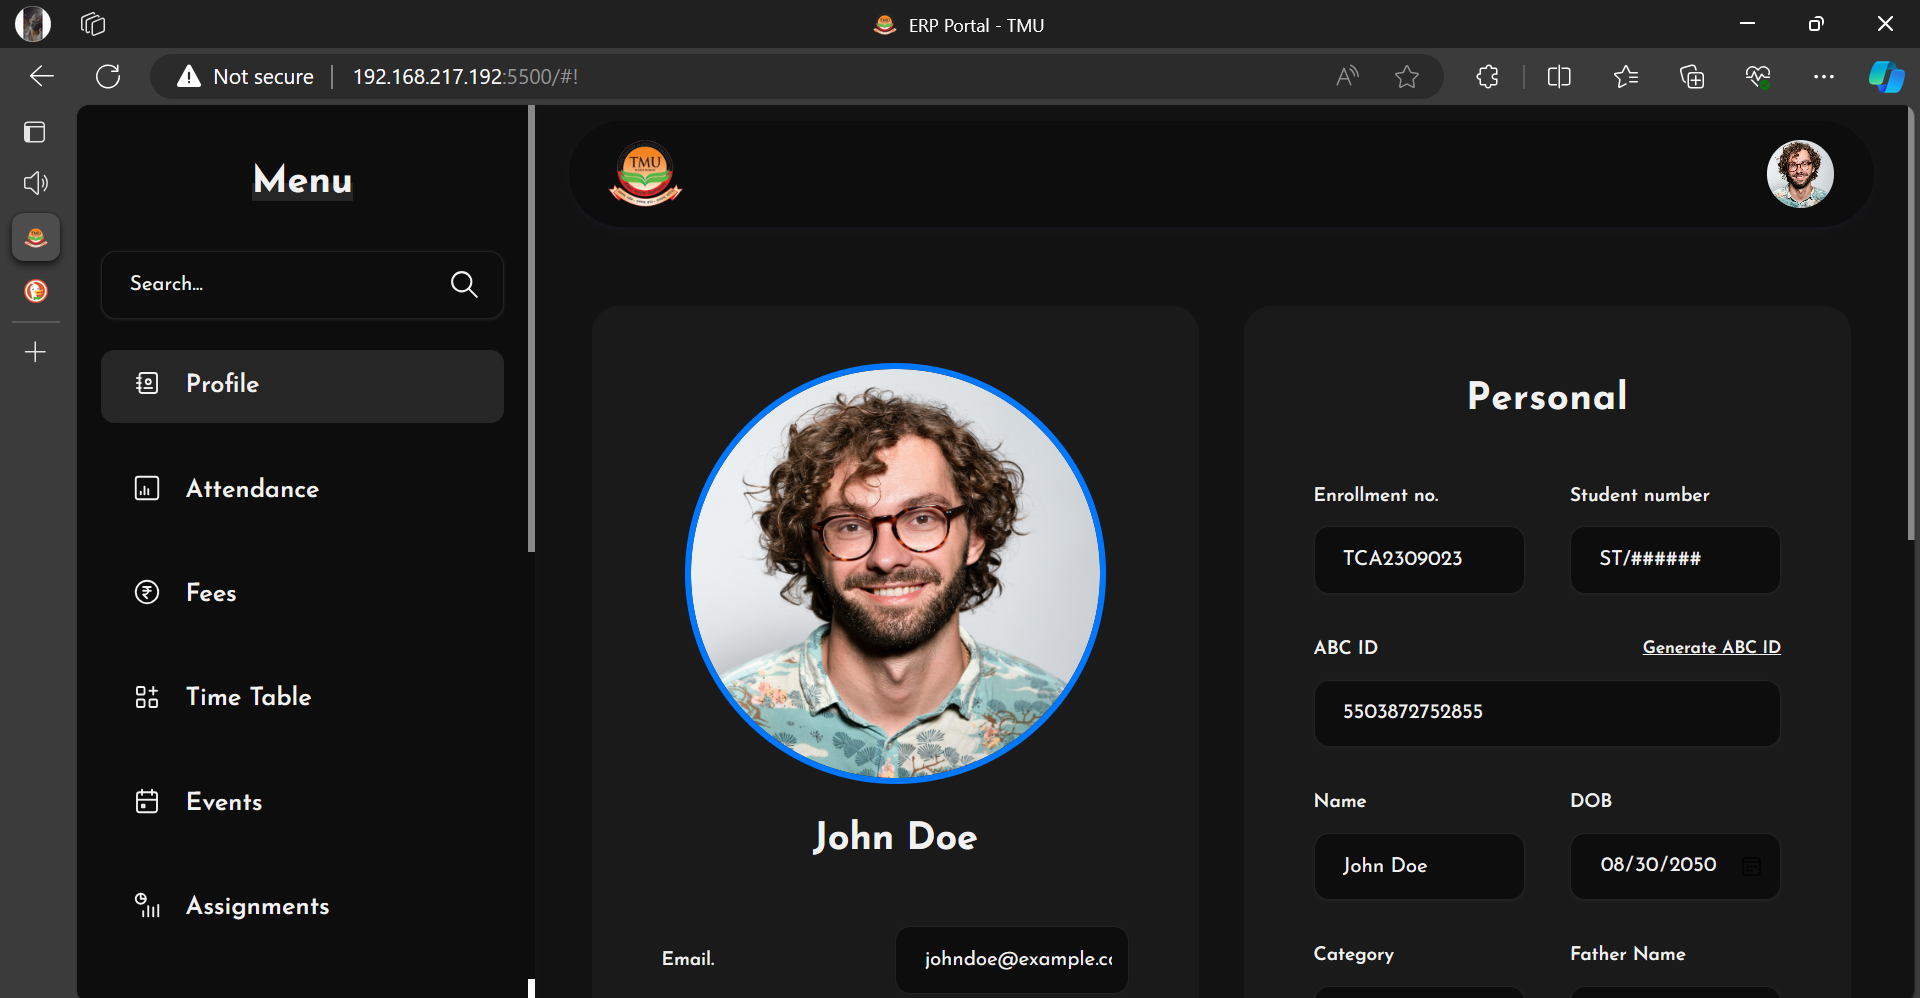 ERP Portal - TMU
Not secure
192.168.217.192:5500/#!
Menu
Search...
Profile
Attendance
Fees
Time Table
Events
Assignments
TMU
John Doe
Email.
johndoe@example.cc
Personal
Enrollment no.
Student number
TCA2309023
ST/######
ABC ID
Generate ABC ID
5503872752855
Name
DOB
John Doe
08/30/2050
Category
Father Name